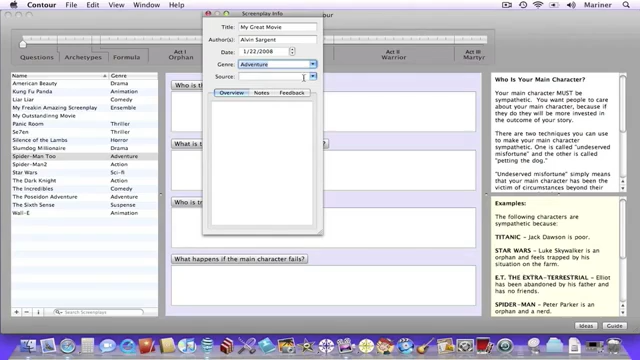 Contour File Edit Window Help
Mariner
Contour
Screenplay Info
Questions
Archetypes
Formula
Act I
Orphan
Act II
Warrior
Act III
Martyr
Title: My Great Movie
Author(s): Alvin Sargent
Date: 1/22/2008
Genre: Adventure
Source:
Overview Notes Feedback
Name Genre
American Beauty Drama
Kung Fu Panda Animation
Liar Liar Comedy
My Freakin Amazing Screenplay Ensamble
My Outstandinng Movie
Panic Room Thriller
Se7en Thriller
Silence of the Lambs Thriller
Slumdog Millionaire Drama
Spider-Man Too Adventure
Spider-Man2 Adventure
Star Wars Sci-fi
The Dark Knight Action
The Incredibles Comedy
The Poseidon Adventure Adventure
The Sixth Sense Suspense
Wall-E Animation
Search Screenplays
Who is th
What is t
?
Who is tr
What happens if the main character fails?
Who Is Your Main Character?
Your main character MUST be
sympathetic. You want people to care
about your main character, because
if they do they will be more invested
in the outcome of your story.
There are two techniques you can use
to make your main character
sympathetic. One is called "undeserved
misfortune" and the other is called
"petting the dog."
"Undeserved misfortune" simply means
that your main character has been the
victim of circumstances beyond their
Examples:
The following characters are
sympathetic because:
TITANIC - Jack Dawson is poor.
STAR WARS - Luke Skywalker is an
orphan and feels trapped by his
situation on the farm.
E.T. THE EXTRA-TERRESTRIAL - Elliot
has been abandoned by his father and
has no friends.
SPIDER-MAN - Peter Parker is an
orphan and a nerd.
Ideas Guide